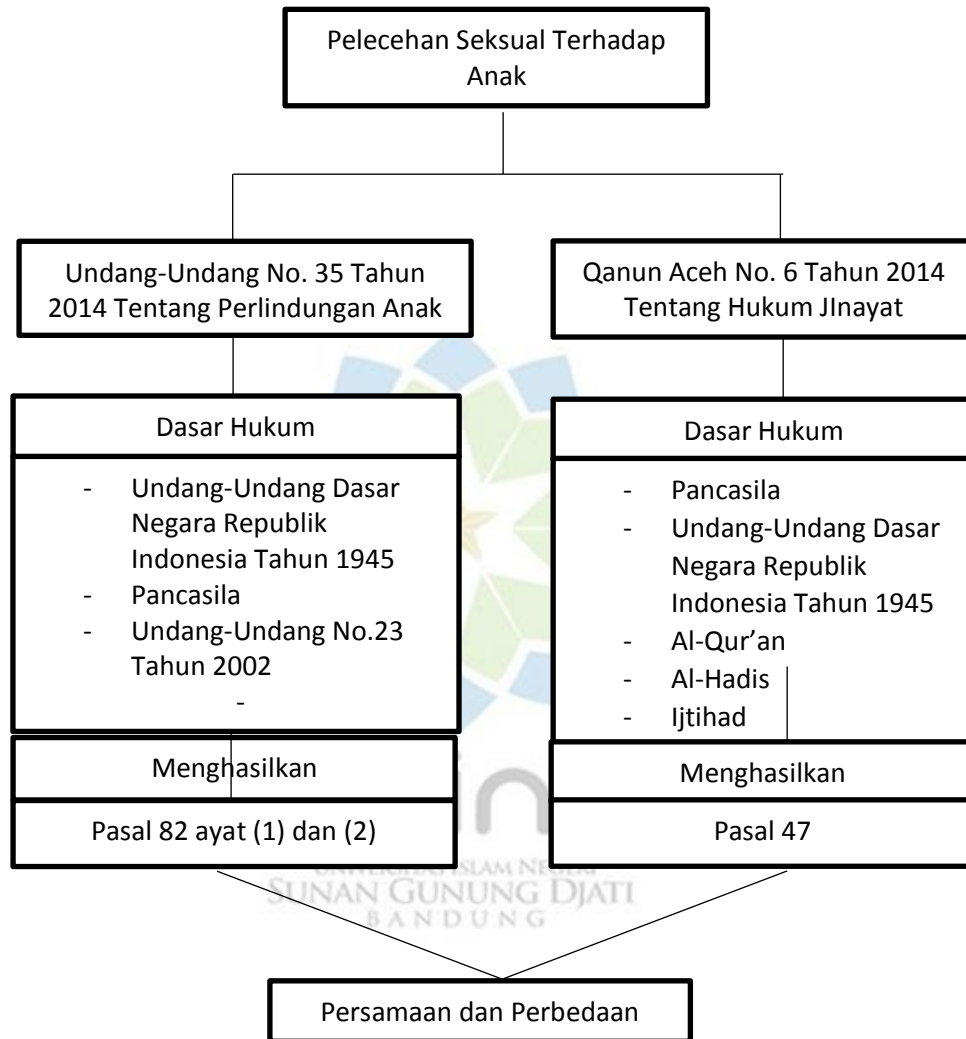 Pelecehan Seksual Terhadap
Anak
Undang-Undang No. 35 Tahun
2014 Tentang Perlindungan Anak
Qanun Aceh No. 6 Tahun 2014
Tentang Hukum JInayat
Dasar Hukum
- Undang-Undang Dasar
Negara Republik
Indonesia Tahun 1945
- Pancasila
- Undang-Undang No.23
Tahun 2002
-
Menghasilkan
Pasal 82 ayat (1) dan (2)
Dasar Hukum
- Pancasila
- Undang-Undang Dasar
Negara Republik
Indonesia Tahun 1945
- Al-Qur’an
- Al-Hadis
- Ijtihad
Menghasilkan
Pasal 47
UNIVERSITAS ISLAM NEGERI
SUNAN GUNUNG DJATI
BANDUNG
Persamaan dan Perbedaan